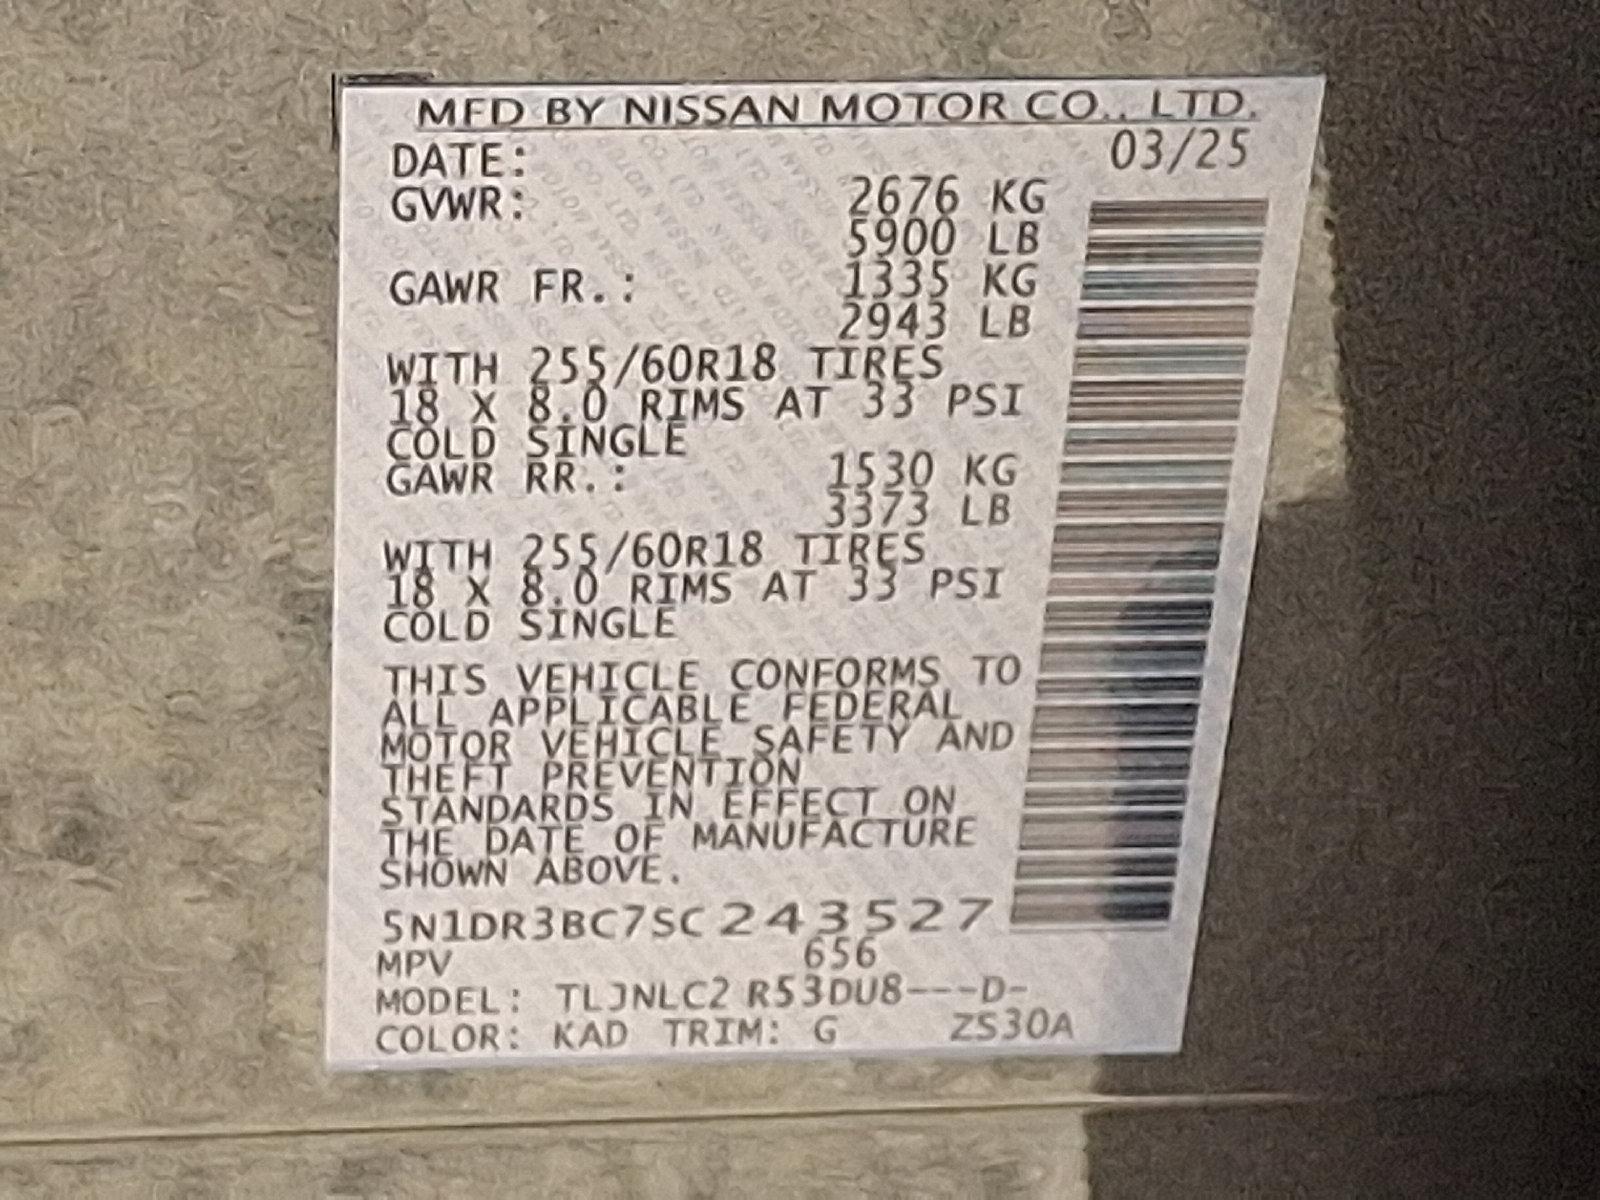 MFD BY NISSAN MOTOR CO., LTD.
DATE: 03/25
GVWR: 2676 KG
5900 LB
GAWR FR.: 1335 KG
2943 LB
WITH 255/60R18 TIRES
18 X 8.0 RIMS AT 33 PSI
COLD SINGLE
GAWR RR.: 1530 KG
3373 LB
WITH 255/60R18 TIRES
18 X 8.0 RIMS AT 33 PSI
COLD SINGLE
THIS VEHICLE CONFORMS TO
ALL APPLICABLE FEDERAL
MOTOR VEHICLE SAFETY AND
THEFT PREVENTION
STANDARDS IN EFFECT ON
THE DATE OF MANUFACTURE
SHOWN ABOVE.
5N1DR3BC7SC243527
MPV 656
MODEL: TLJNLC2 R53DU8---D-
COLOR: KAD TRIM: G ZS30A